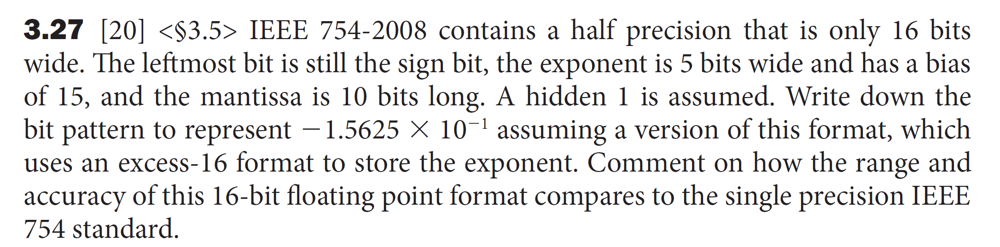 3.27 [20] <§3.5> IEEE 754-2008 contains a half precision that is only 16 bits
wide. The leftmost bit is still the sign bit, the exponent is 5 bits wide and has a bias
of 15, and the mantissa is 10 bits long. A hidden 1 is assumed. Write down the
bit pattern to represent −1.5625 × 10⁻¹ assuming a version of this format, which
uses an excess-16 format to store the exponent. Comment on how the range and
accuracy of this 16-bit floating point format compares to the single precision IEEE
754 standard.